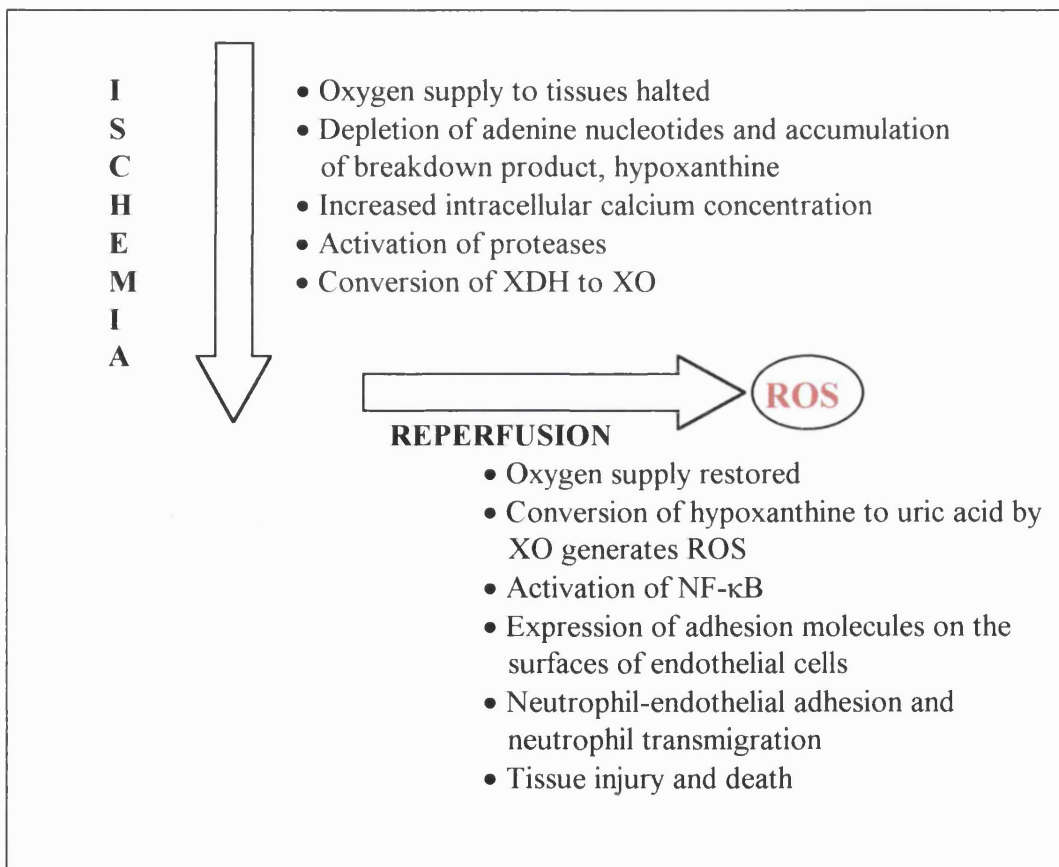 ISCHEMIA
• Oxygen supply to tissues halted
• Depletion of adenine nucleotides and accumulation
of breakdown product, hypoxanthine
• Increased intracellular calcium concentration
• Activation of proteases
• Conversion of XDH to XO
ROS
REPERFUSION
• Oxygen supply restored
• Conversion of hypoxanthine to uric acid by
XO generates ROS
• Activation of NF-κB
• Expression of adhesion molecules on the
surfaces of endothelial cells
• Neutrophil-endothelial adhesion and
neutrophil transmigration
• Tissue injury and death